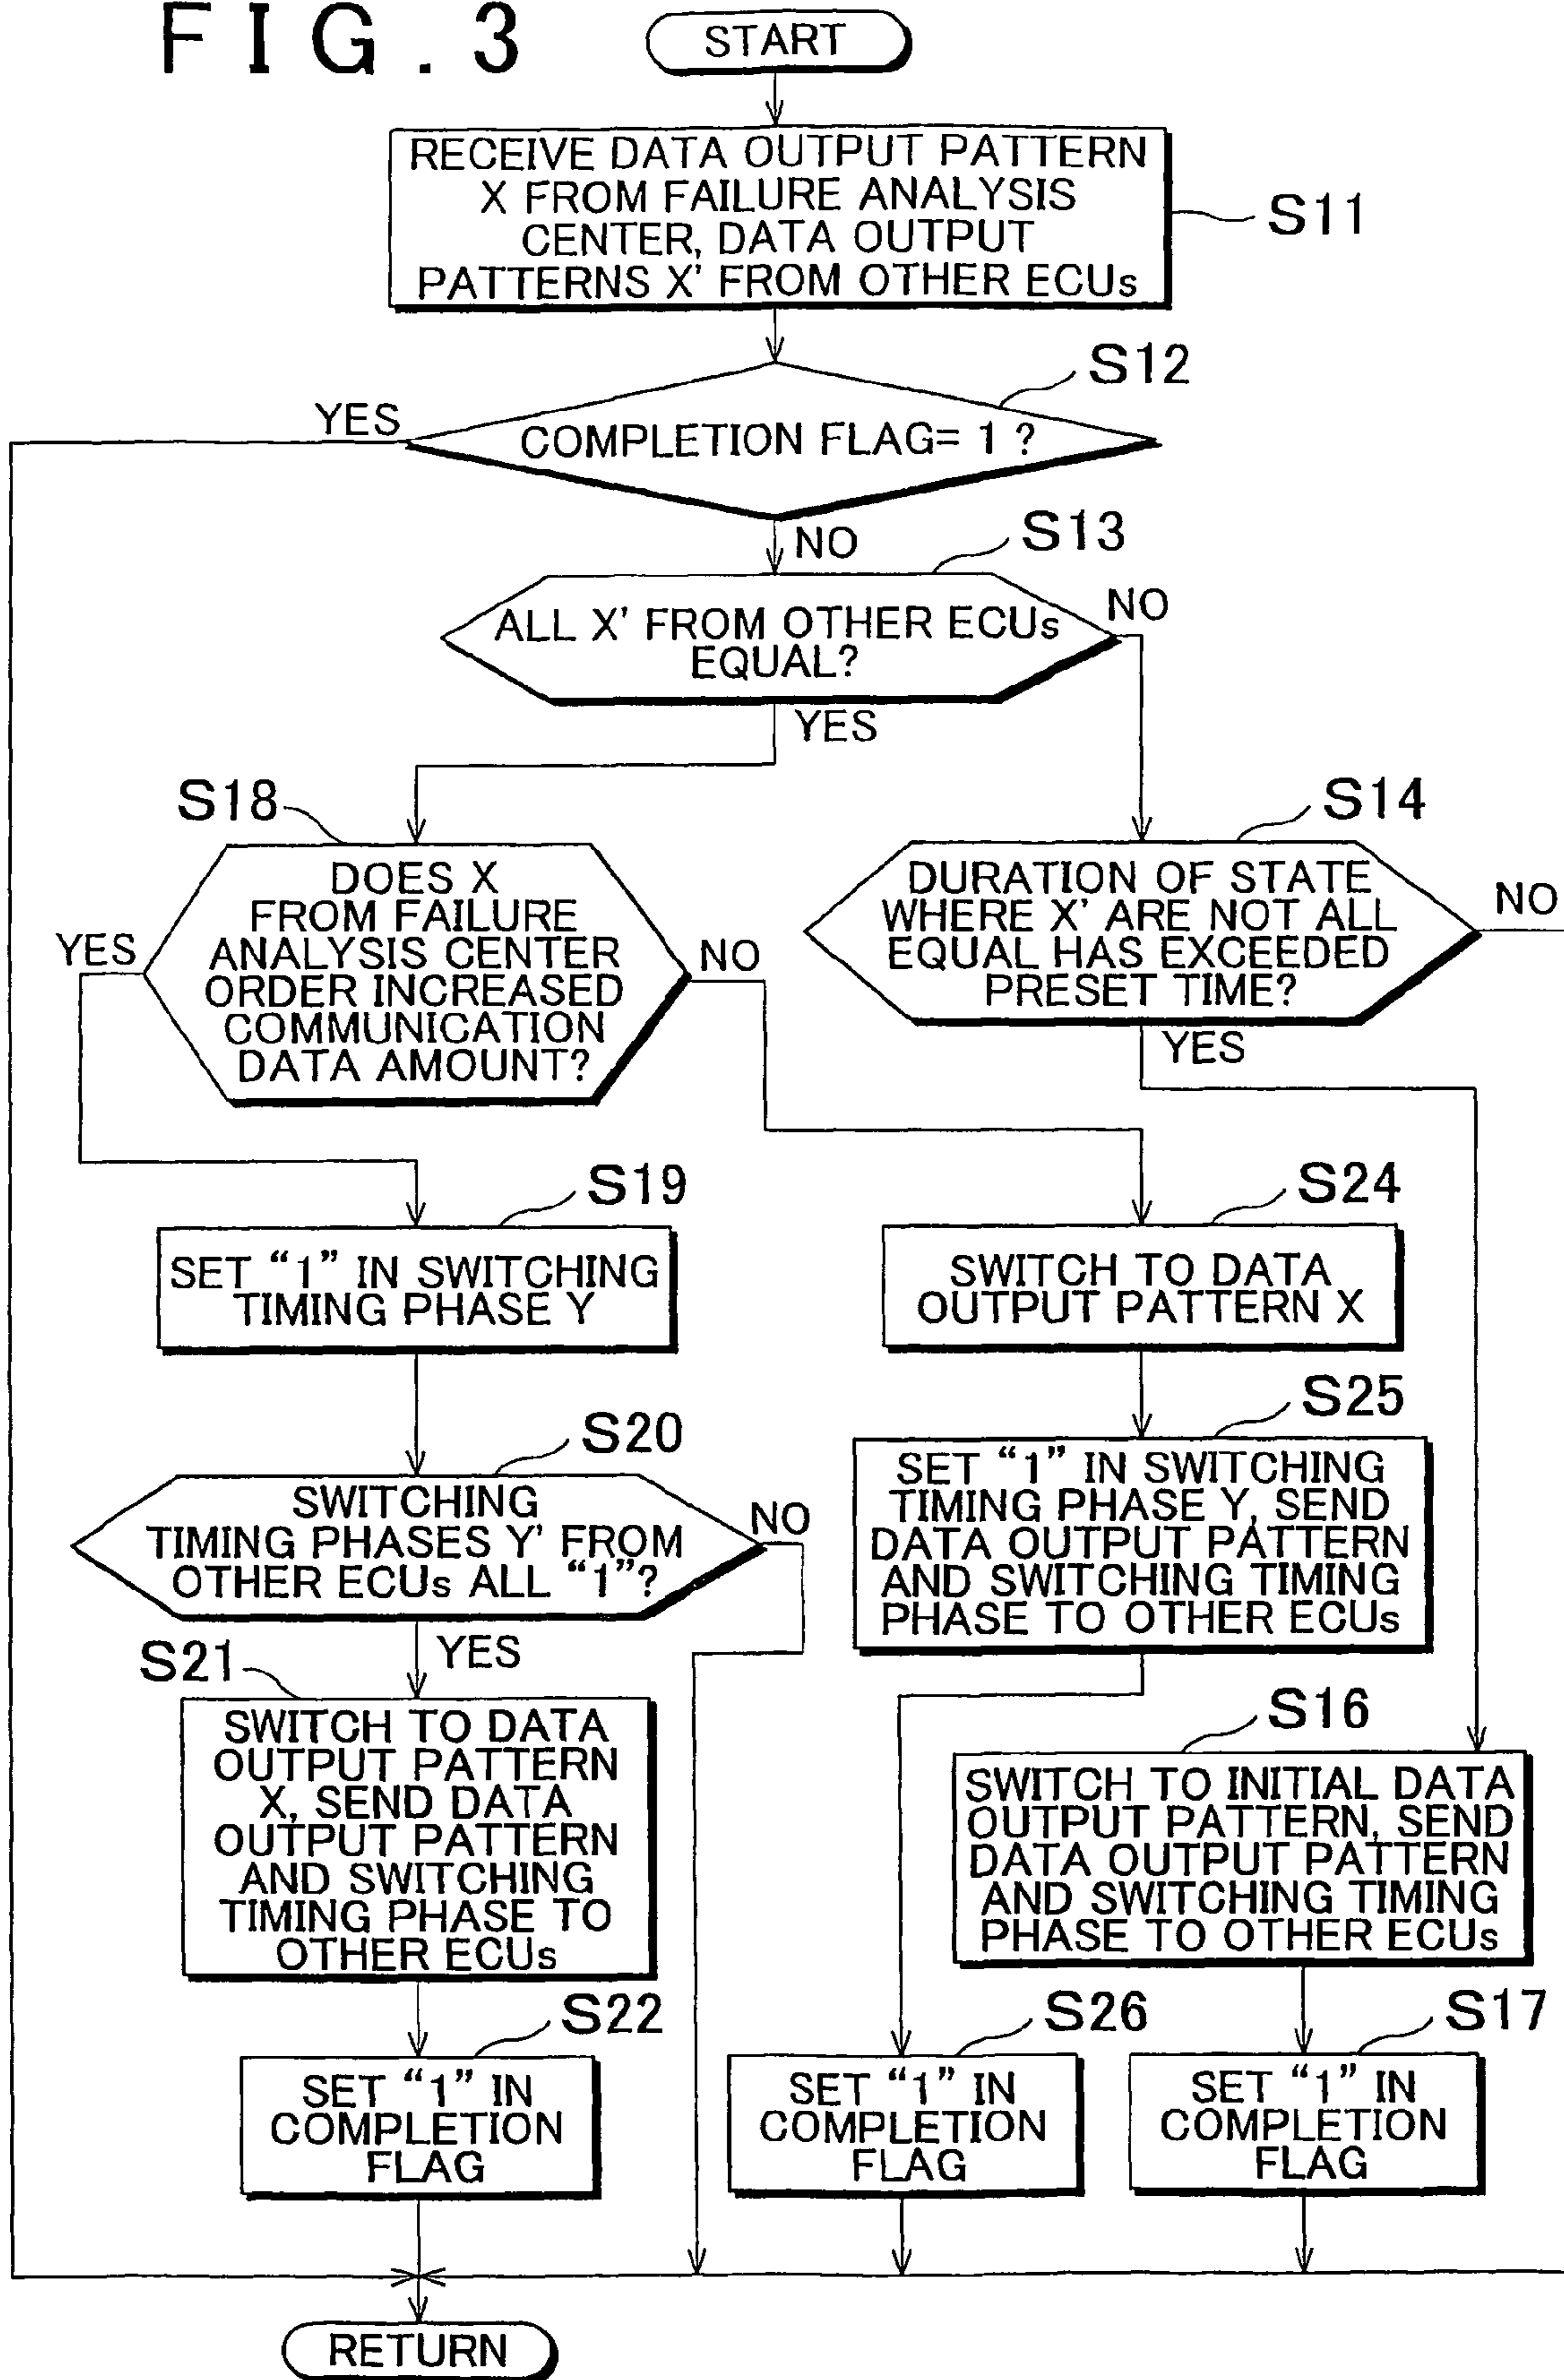 FIG. 3
START
RECEIVE DATA OUTPUT PATTERN
X FROM FAILURE ANALYSIS
CENTER, DATA OUTPUT
PATTERNS X' FROM OTHER ECUs
S11
S12
YES
COMPLETION FLAG= 1 ?
NO
S13
ALL X' FROM OTHER ECUs
EQUAL?
NO
YES
S18
DOES X
FROM FAILURE
ANALYSIS CENTER
ORDER INCREASED
COMMUNICATION
DATA AMOUNT?
YES
NO
S14
DURATION OF STATE
WHERE X' ARE NOT ALL
EQUAL HAS EXCEEDED
PRESET TIME?
NO
YES
S19
SET “1” IN SWITCHING
TIMING PHASE Y
S24
SWITCH TO DATA
OUTPUT PATTERN X
S20
SWITCHING
TIMING PHASES Y' FROM
OTHER ECUs ALL “1”?
NO
YES
S25
SET “1” IN SWITCHING
TIMING PHASE Y, SEND
DATA OUTPUT PATTERN
AND SWITCHING TIMING
PHASE TO OTHER ECUs
S21
SWITCH TO DATA
OUTPUT PATTERN
X, SEND DATA
OUTPUT PATTERN
AND SWITCHING
TIMING PHASE TO
OTHER ECUs
S16
SWITCH TO INITIAL DATA
OUTPUT PATTERN, SEND
DATA OUTPUT PATTERN
AND SWITCHING TIMING
PHASE TO OTHER ECUs
S22
SET “1” IN
COMPLETION
FLAG
S26
SET “1” IN
COMPLETION
FLAG
S17
SET “1” IN
COMPLETION
FLAG
RETURN